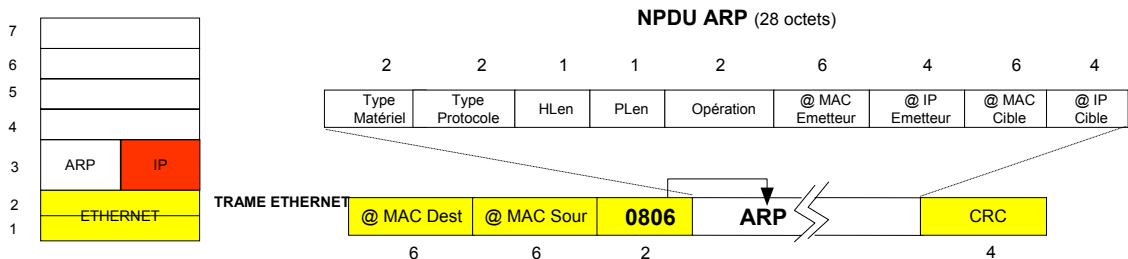 NPDU ARP (28 octets)
7
6
5
4
3
2
1
ARP
IP
ETHERNET
2 2 1 1 2 6 4 6 4
Type Matériel
Type Protocole
HLen
PLen
Opération
@ MAC Emetteur
@ IP Emetteur
@ MAC Cible
@ IP Cible
TRAME ETHERNET
@ MAC Dest
@ MAC Sour
0806
ARP
CRC
6 6 2 4